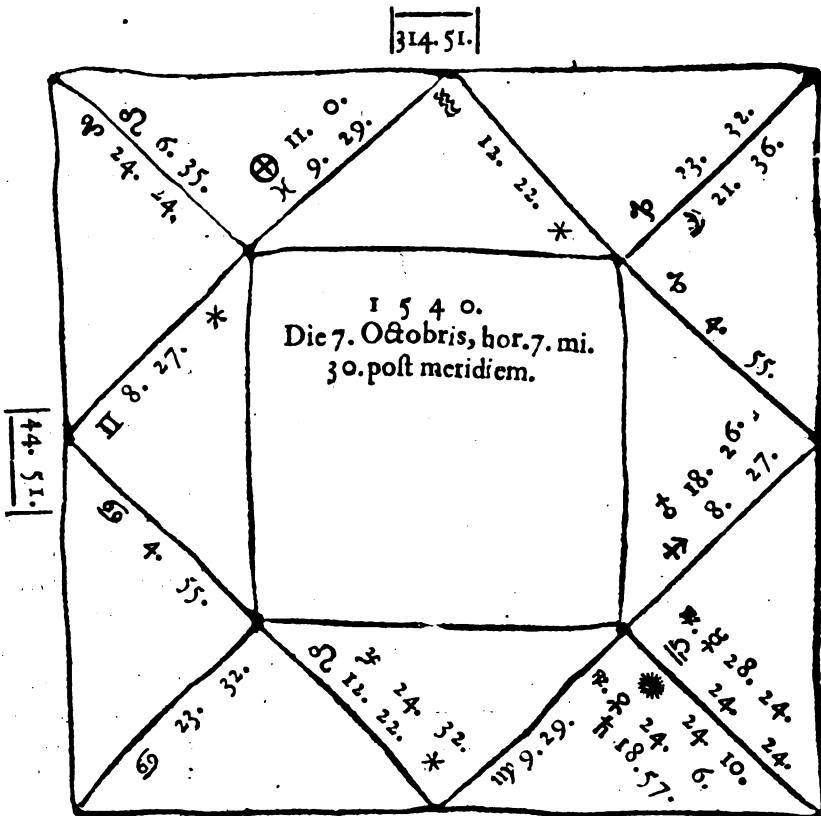 314. 51.
♌ 6. 35.
♉ 24. 24.
⊗ 11. 0.
♓ 9. 29.
♒ 12. 22. ⚹
♑ 23. 32.
☽ 21. 36.
♑ 4. 55.
1 5 4 0.
Die 7. Octobris, hor. 7. mi.
30. post meridiem.
44. 51.
♊ 8. 27. ⚹
♋ 4. 55.
♋ 23. 32.
♃ 24. 32.
♌ 12. 22. ⚹
♍ 9. 29.
24. 6.
♄ 18. 57.
24 10.
28. 24.
♎ 24. 24.
♂ 18. 26.
♐ 8. 27.